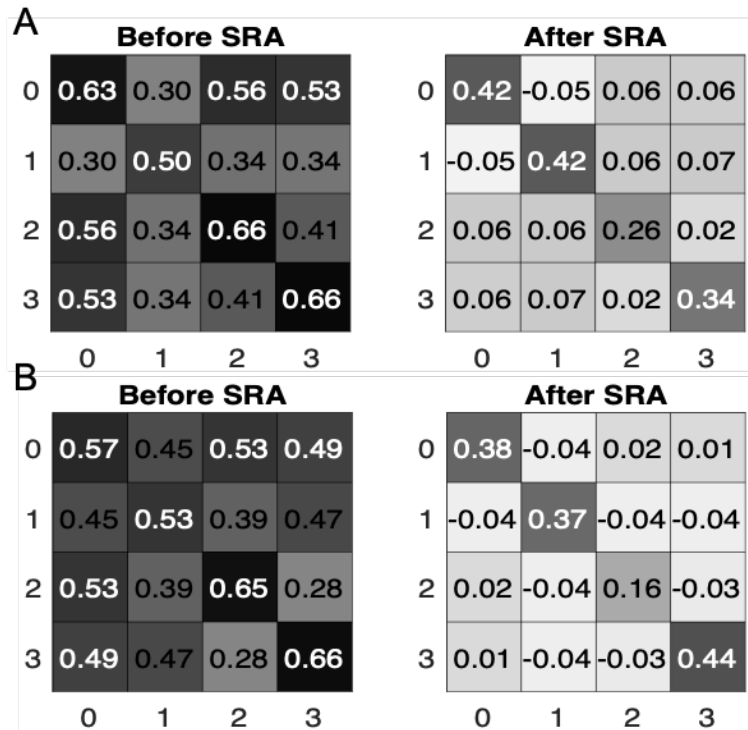 A
Before SRA After SRA
0 0.63 0.30 0.56 0.53 0 0.42 -0.05 0.06 0.06
1 0.30 0.50 0.34 0.34 1 -0.05 0.42 0.06 0.07
2 0.56 0.34 0.66 0.41 2 0.06 0.06 0.26 0.02
3 0.53 0.34 0.41 0.66 3 0.06 0.07 0.02 0.34
0 1 2 3 0 1 2 3
B
Before SRA After SRA
0 0.57 0.45 0.53 0.49 0 0.38 -0.04 0.02 0.01
1 0.45 0.53 0.39 0.47 1 -0.04 0.37 -0.04 -0.04
2 0.53 0.39 0.65 0.28 2 0.02 -0.04 0.16 -0.03
3 0.49 0.47 0.28 0.66 3 0.01 -0.04 -0.03 0.44
0 1 2 3 0 1 2 3